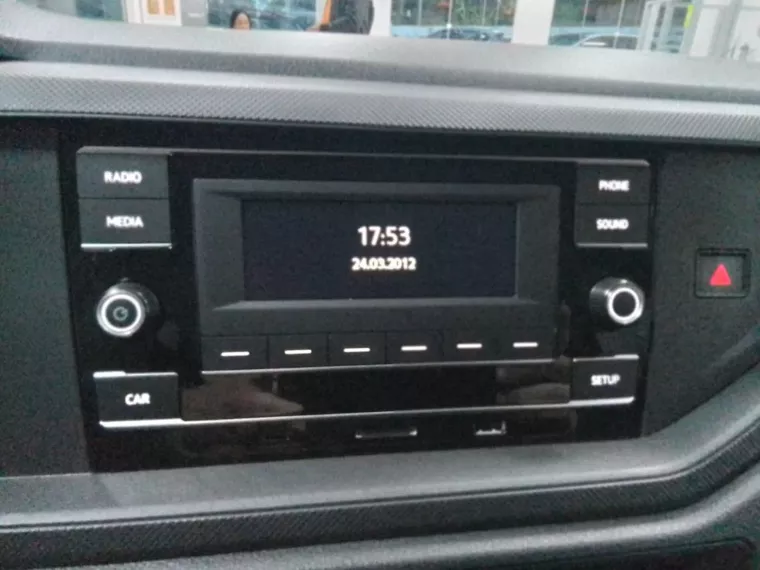 RADIO
MEDIA
17:53
24.03.2012
PHONE
SOUND
CAR
SETUP